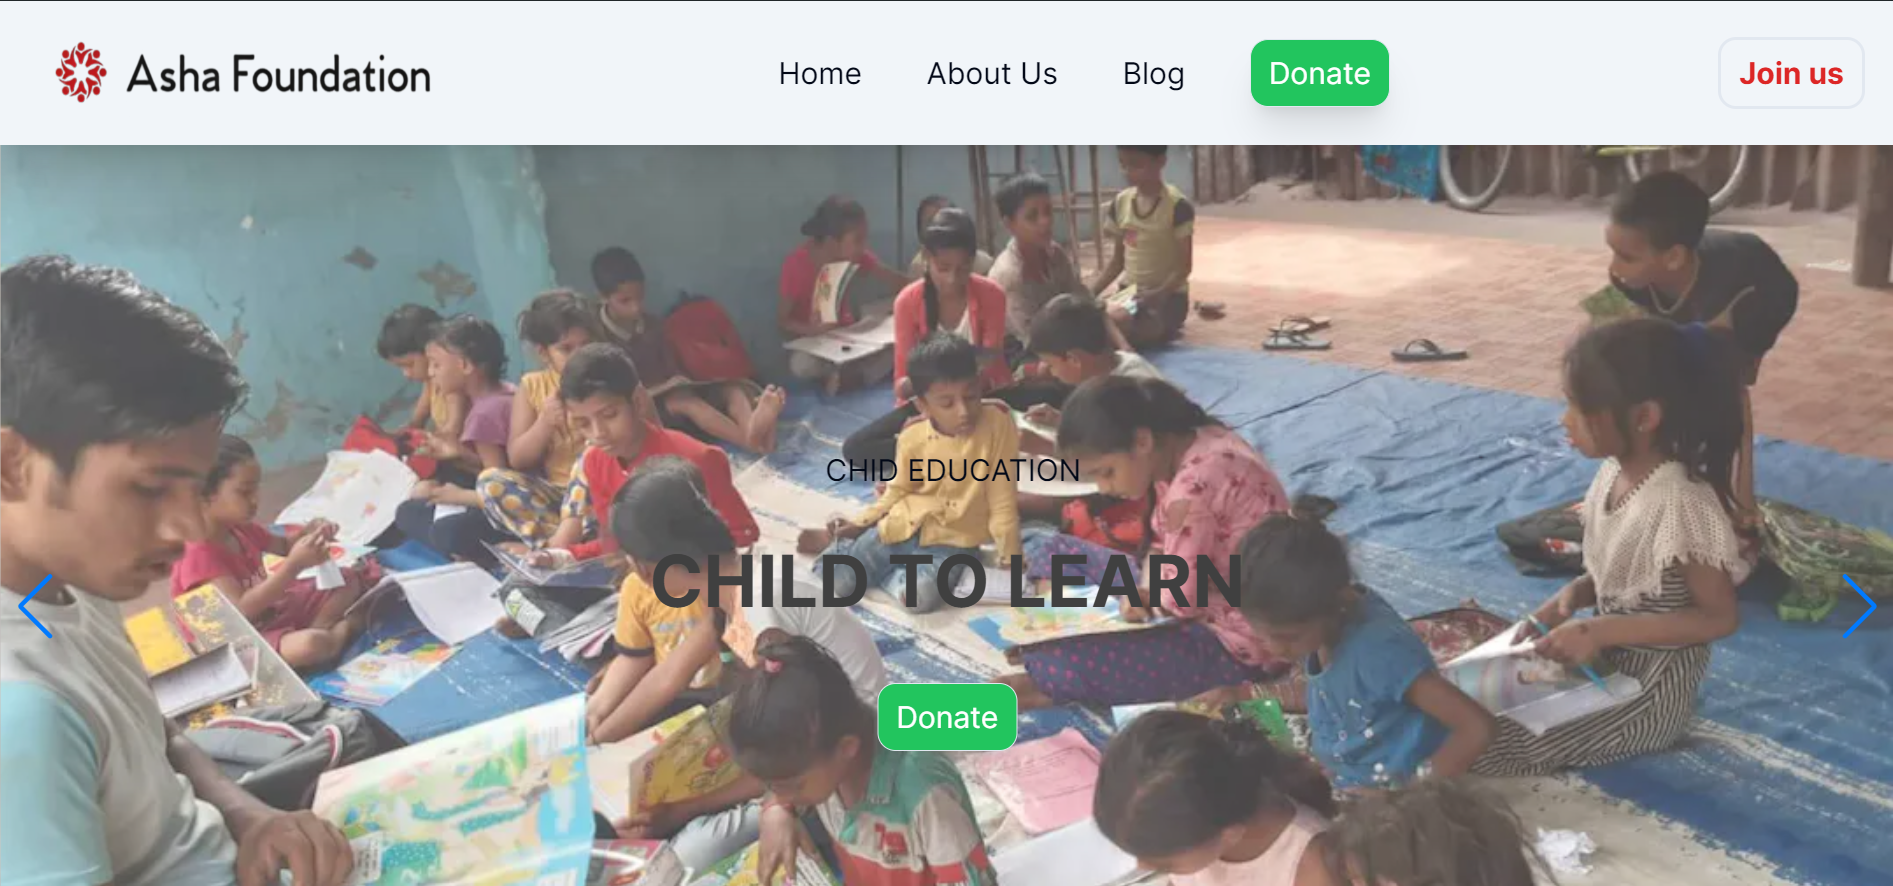 Asha Foundation
Home
About Us
Blog
Donate
Join us
CHID EDUCATION
CHILD TO LEARN
Donate